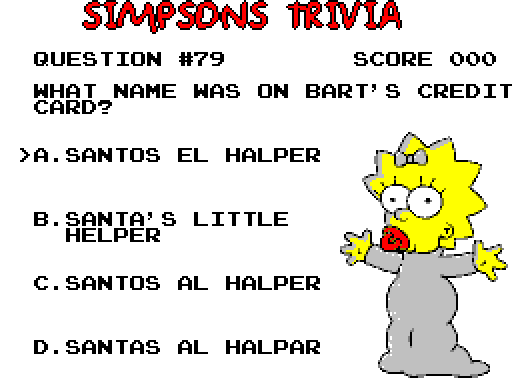 SIMPSONS TRIVIA
QUESTION #79 SCORE 000
WHAT NAME WAS ON BART'S CREDIT
CARD?
>A.SANTOS EL HALPER
B.SANTA'S LITTLE
HELPER
C.SANTOS AL HALPER
D.SANTAS AL HALPAR